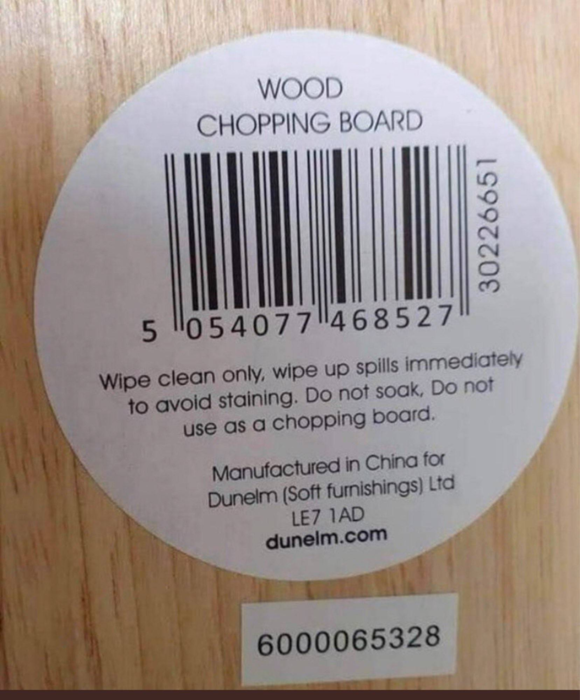 WOOD
CHOPPING BOARD
30226651
5 054077 468527
Wipe clean only, wipe up spills immediately
to avoid staining. Do not soak, Do not
use as a chopping board.
Manufactured in China for
Dunelm (Soft furnishings) Ltd
LE7 1AD
dunelm.com
6000065328